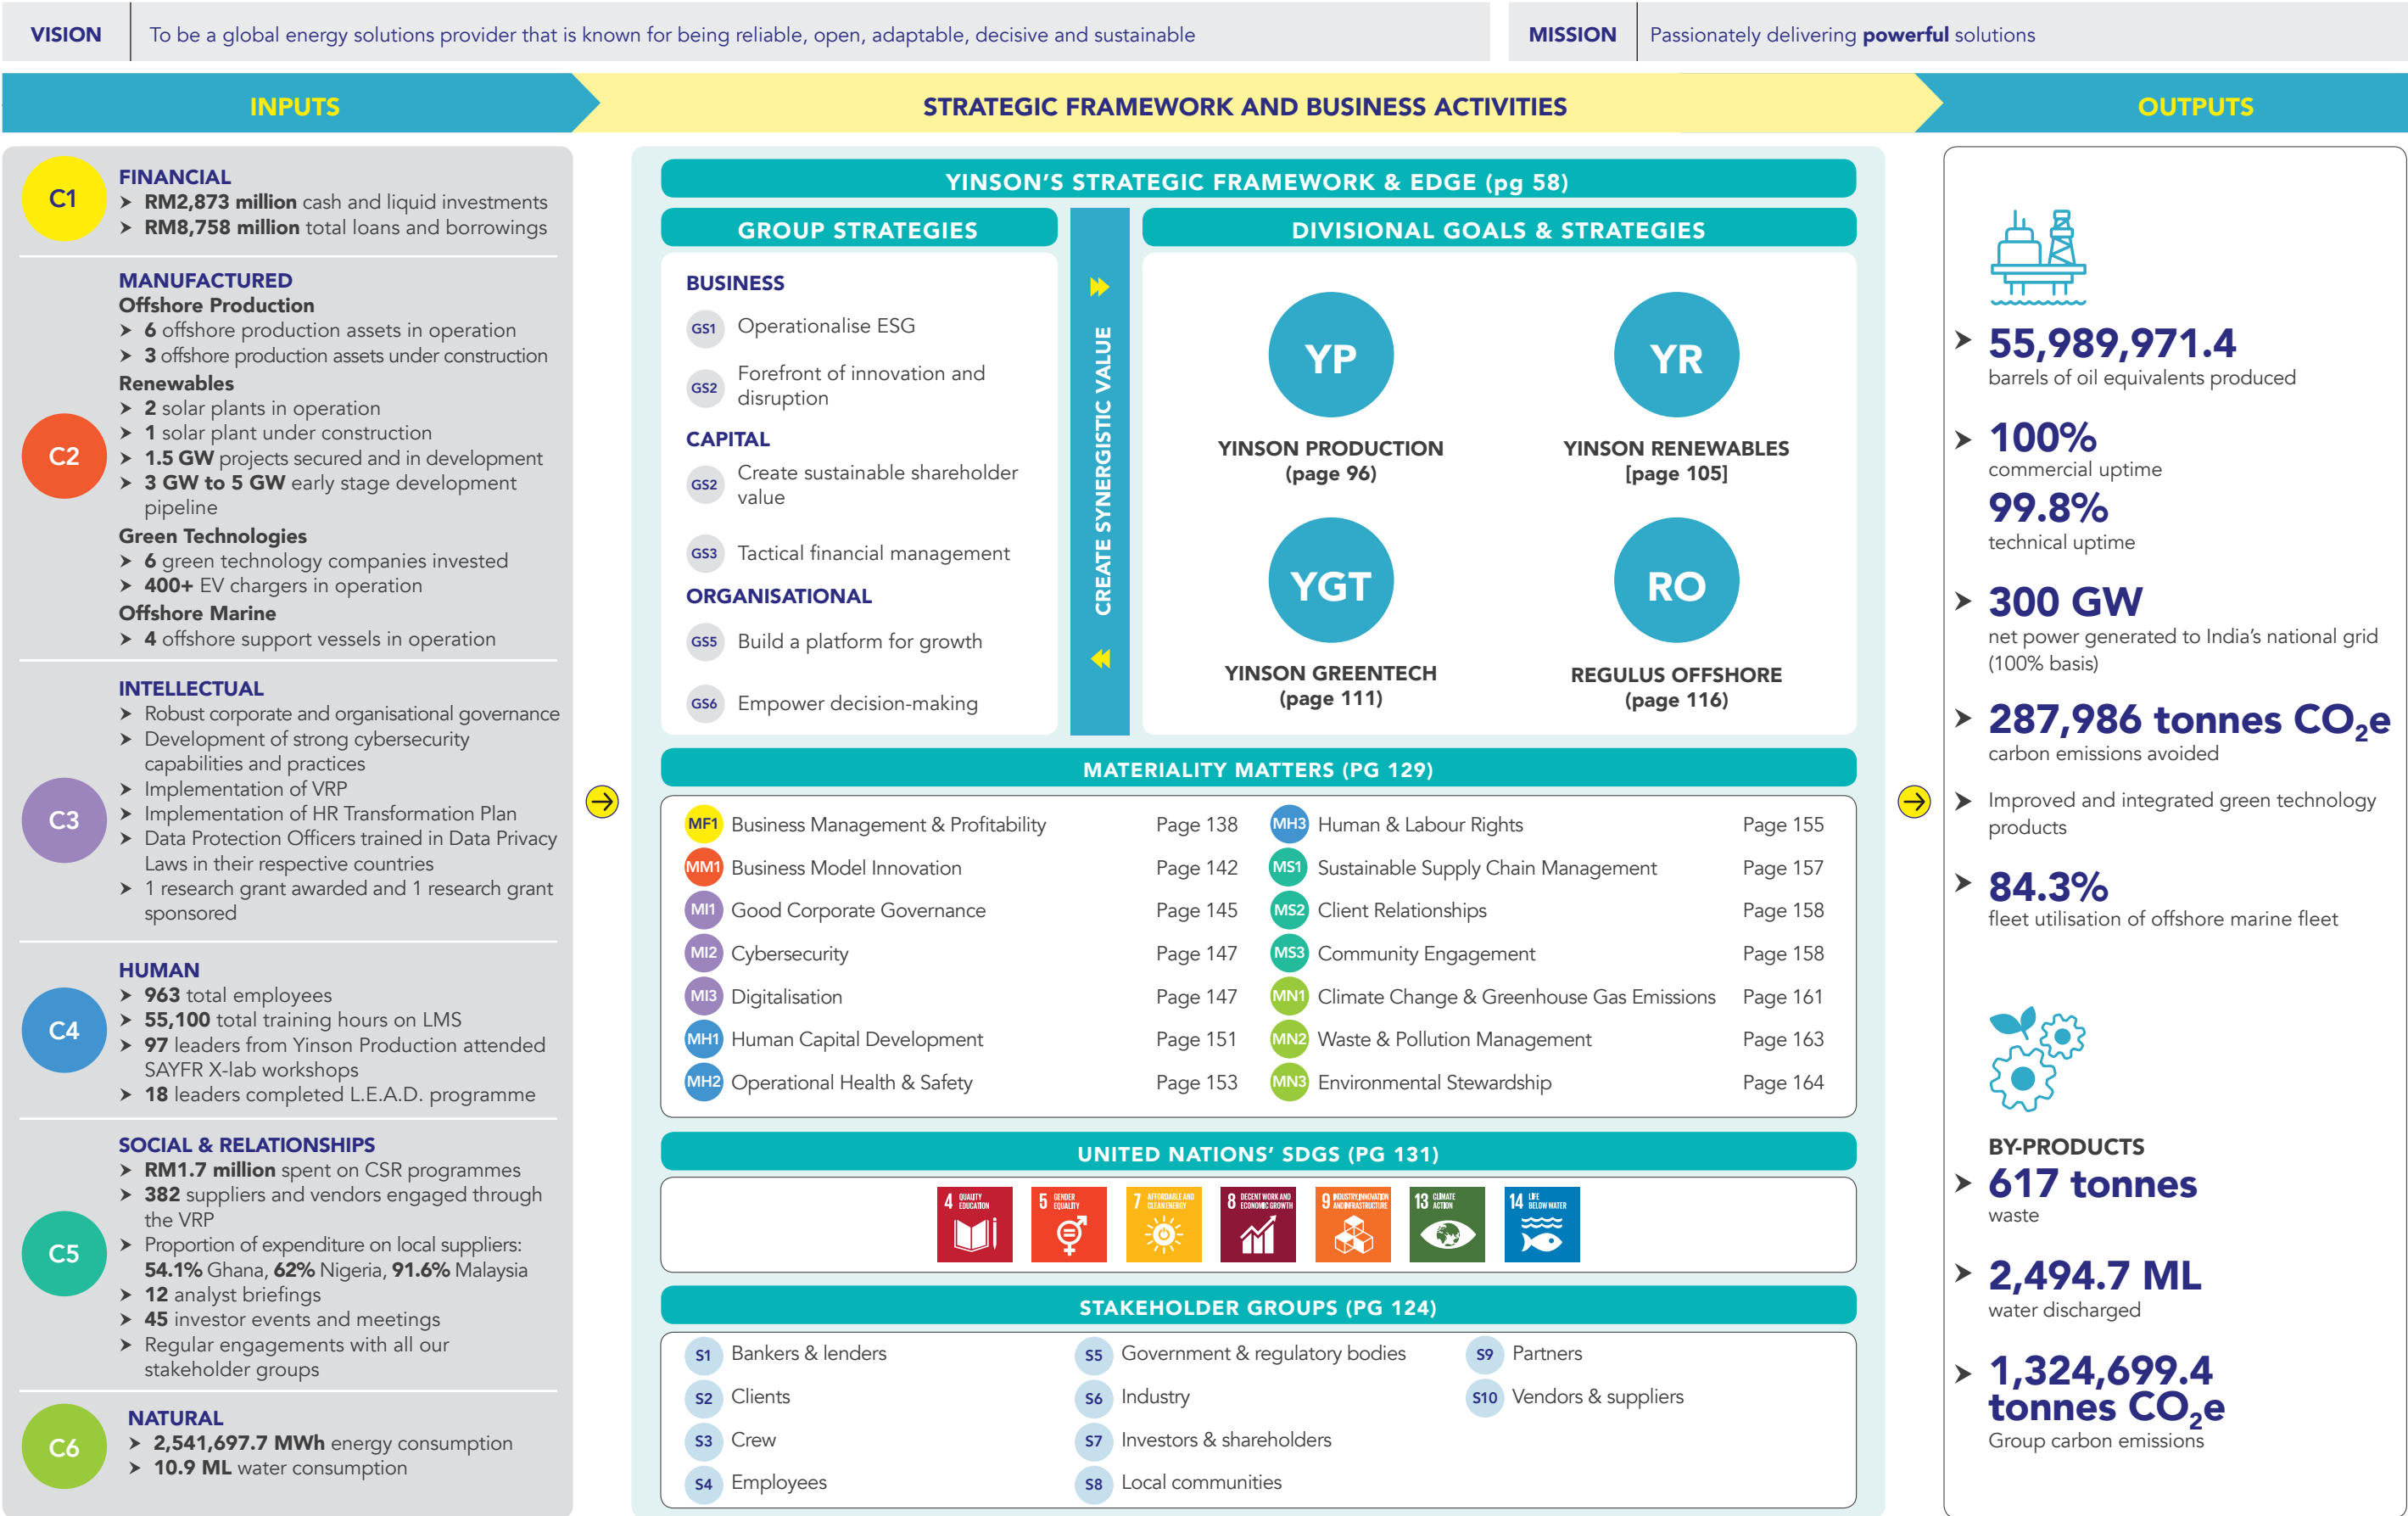 VISION
To be a global energy solutions provider that is known for being reliable, open, adaptable, decisive and sustainable
MISSION
Passionately delivering powerful solutions
INPUTS
STRATEGIC FRAMEWORK AND BUSINESS ACTIVITIES
OUTPUTS
C1
FINANCIAL
➤ RM2,873 million cash and liquid investments
➤ RM8,758 million total loans and borrowings
C2
MANUFACTURED
Offshore Production
➤ 6 offshore production assets in operation
➤ 3 offshore production assets under construction
Renewables
➤ 2 solar plants in operation
➤ 1 solar plant under construction
➤ 1.5 GW projects secured and in development
➤ 3 GW to 5 GW early stage development
pipeline
Green Technologies
➤ 6 green technology companies invested
➤ 400+ EV chargers in operation
Offshore Marine
➤ 4 offshore support vessels in operation
C3
INTELLECTUAL
➤ Robust corporate and organisational governance
➤ Development of strong cybersecurity
capabilities and practices
➤ Implementation of VRP
➤ Implementation of HR Transformation Plan
➤ Data Protection Officers trained in Data Privacy
Laws in their respective countries
➤ 1 research grant awarded and 1 research grant
sponsored
C4
HUMAN
➤ 963 total employees
➤ 55,100 total training hours on LMS
➤ 97 leaders from Yinson Production attended
SAYFR X-lab workshops
➤ 18 leaders completed L.E.A.D. programme
C5
SOCIAL & RELATIONSHIPS
➤ RM1.7 million spent on CSR programmes
➤ 382 suppliers and vendors engaged through
the VRP
➤ Proportion of expenditure on local suppliers:
54.1% Ghana, 62% Nigeria, 91.6% Malaysia
➤ 12 analyst briefings
➤ 45 investor events and meetings
➤ Regular engagements with all our
stakeholder groups
C6
NATURAL
➤ 2,541,697.7 MWh energy consumption
➤ 10.9 ML water consumption
YINSON'S STRATEGIC FRAMEWORK & EDGE (pg 58)
GROUP STRATEGIES
BUSINESS
GS1 Operationalise ESG
GS2 Forefront of innovation and
disruption
CAPITAL
GS2 Create sustainable shareholder
value
GS3 Tactical financial management
ORGANISATIONAL
GS5 Build a platform for growth
GS6 Empower decision-making
CREATE SYNERGISTIC VALUE
DIVISIONAL GOALS & STRATEGIES
YP
YINSON PRODUCTION
(page 96)
YR
YINSON RENEWABLES
[page 105]
YGT
YINSON GREENTECH
(page 111)
RO
REGULUS OFFSHORE
(page 116)
MATERIALITY MATTERS (PG 129)
MF1 Business Management & Profitability Page 138
MM1 Business Model Innovation Page 142
MI1 Good Corporate Governance Page 145
MI2 Cybersecurity Page 147
MI3 Digitalisation Page 147
MH1 Human Capital Development Page 151
MH2 Operational Health & Safety Page 153
MH3 Human & Labour Rights Page 155
MS1 Sustainable Supply Chain Management Page 157
MS2 Client Relationships Page 158
MS3 Community Engagement Page 158
MN1 Climate Change & Greenhouse Gas Emissions Page 161
MN2 Waste & Pollution Management Page 163
MN3 Environmental Stewardship Page 164
UNITED NATIONS' SDGS (PG 131)
4 QUALITY
EDUCATION
5 GENDER
EQUALITY
7 AFFORDABLE AND
CLEAN ENERGY
8 DECENT WORK AND
ECONOMIC GROWTH
9 INDUSTRY, INNOVATION
AND INFRASTRUCTURE
13 CLIMATE
ACTION
14 LIFE
BELOW WATER
STAKEHOLDER GROUPS (PG 124)
S1 Bankers & lenders
S2 Clients
S3 Crew
S4 Employees
S5 Government & regulatory bodies
S6 Industry
S7 Investors & shareholders
S8 Local communities
S9 Partners
S10 Vendors & suppliers
➤ 55,989,971.4
barrels of oil equivalents produced
➤ 100%
commercial uptime
99.8%
technical uptime
➤ 300 GW
net power generated to India's national grid
(100% basis)
➤ 287,986 tonnes CO₂e
carbon emissions avoided
➤ Improved and integrated green technology
products
➤ 84.3%
fleet utilisation of offshore marine fleet
BY-PRODUCTS
➤ 617 tonnes
waste
➤ 2,494.7 ML
water discharged
➤ 1,324,699.4
tonnes CO₂e
Group carbon emissions